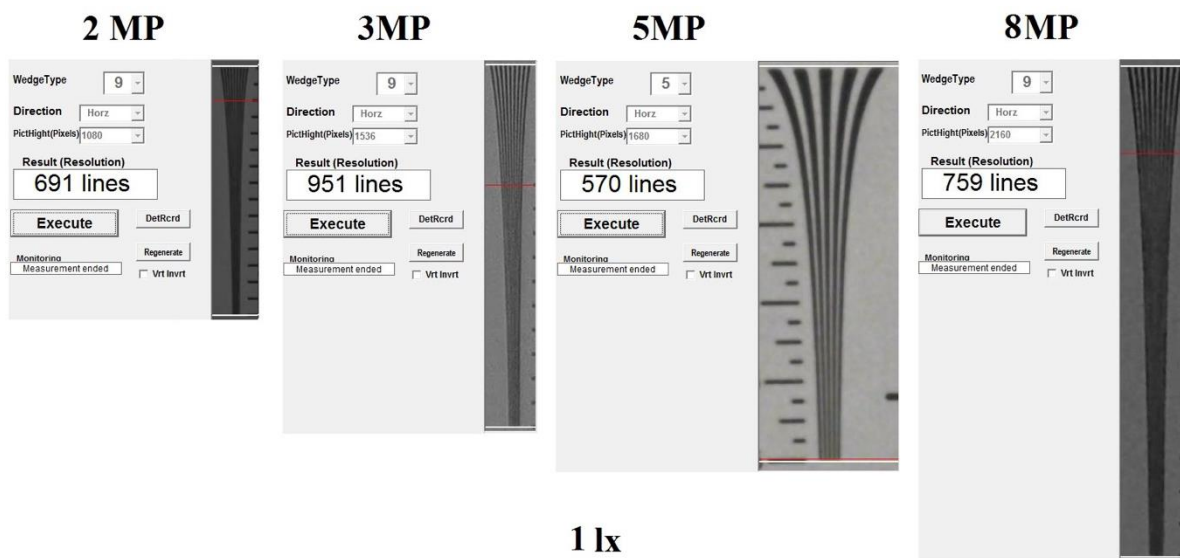 2 MP
WedgeType 9
Direction Horz
PictHight(Pixels) 1080
Result (Resolution)
691 lines
Execute
DetRcrd
Regenerate
Monitoring
Measurement ended
Vrt Invrt
3MP
WedgeType 9
Direction Horz
PictHight(Pixels) 1536
Result (Resolution)
951 lines
Execute
DetRcrd
Regenerate
Monitoring
Measurement ended
Vrt Invrt
5MP
WedgeType 5
Direction Horz
PictHight(Pixels) 1680
Result (Resolution)
570 lines
Execute
DetRcrd
Regenerate
Monitoring
Measurement ended
Vrt Invrt
8MP
WedgeType 9
Direction Horz
PictHight(Pixels) 2160
Result (Resolution)
759 lines
Execute
DetRcrd
Regenerate
Monitoring
Measurement ended
Vrt Invrt
1 lx